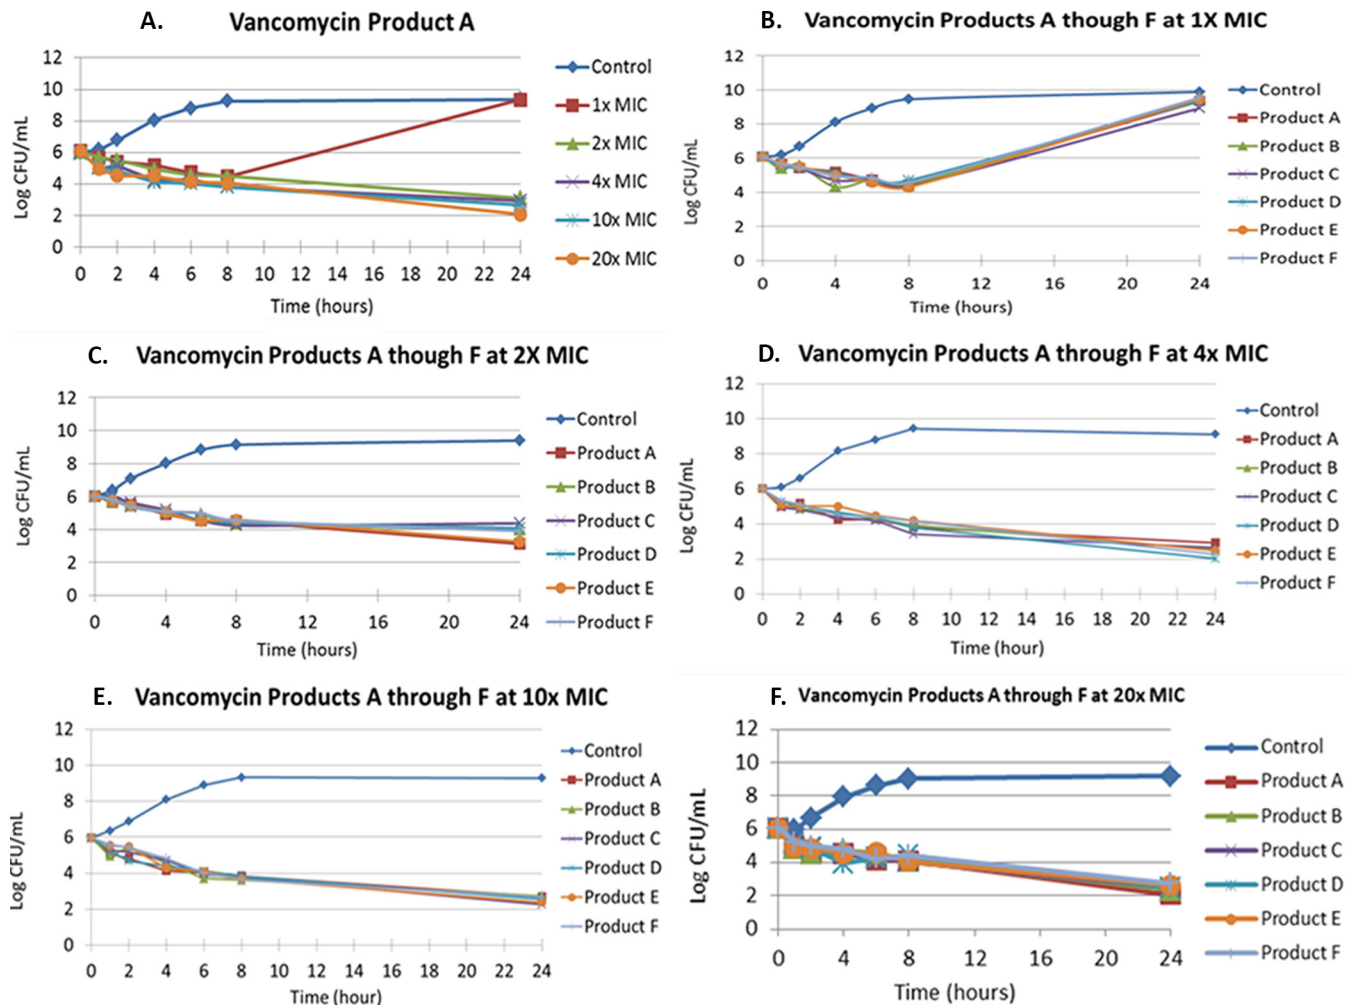 A. Vancomycin Product A
Log CFU/mL
12
10
8
6
4
2
0
0 2 4 6 8 10 12 14 16 18 20 22 24
Time (hours)
Control
1x MIC
2x MIC
4x MIC
10x MIC
20x MIC
B. Vancomycin Products A though F at 1X MIC
Log CFU/mL
12
10
8
6
4
2
0
0 4 8 12 16 20 24
Time (hours)
Control
Product A
Product B
Product C
Product D
Product E
Product F
C. Vancomycin Products A though F at 2X MIC
Log CFU/mL
12
10
8
6
4
2
0
0 2 4 6 8 10 12 14 16 18 20 22 24
Time (hours)
Control
Product A
Product B
Product C
Product D
Product E
Product F
D. Vancomycin Products A through F at 4x MIC
Log CFU/mL
12
10
8
6
4
2
0
0 2 4 6 8 10 12 14 16 18 20 22 24
Time (hour)
Control
Product A
Product B
Product C
Product D
Product E
Product F
E. Vancomycin Products A through F at 10x MIC
Log CFU/mL
12
10
8
6
4
2
0
0 2 4 6 8 10 12 14 16 18 20 22 24
Time (hour)
Control
Product A
Product B
Product C
Product D
Product E
Product F
F. Vancomycin Products A through F at 20x MIC
Log CFU/mL
12
10
8
6
4
2
0
0 4 8 12 16 20 24
Time (hours)
Control
Product A
Product B
Product C
Product D
Product E
Product F